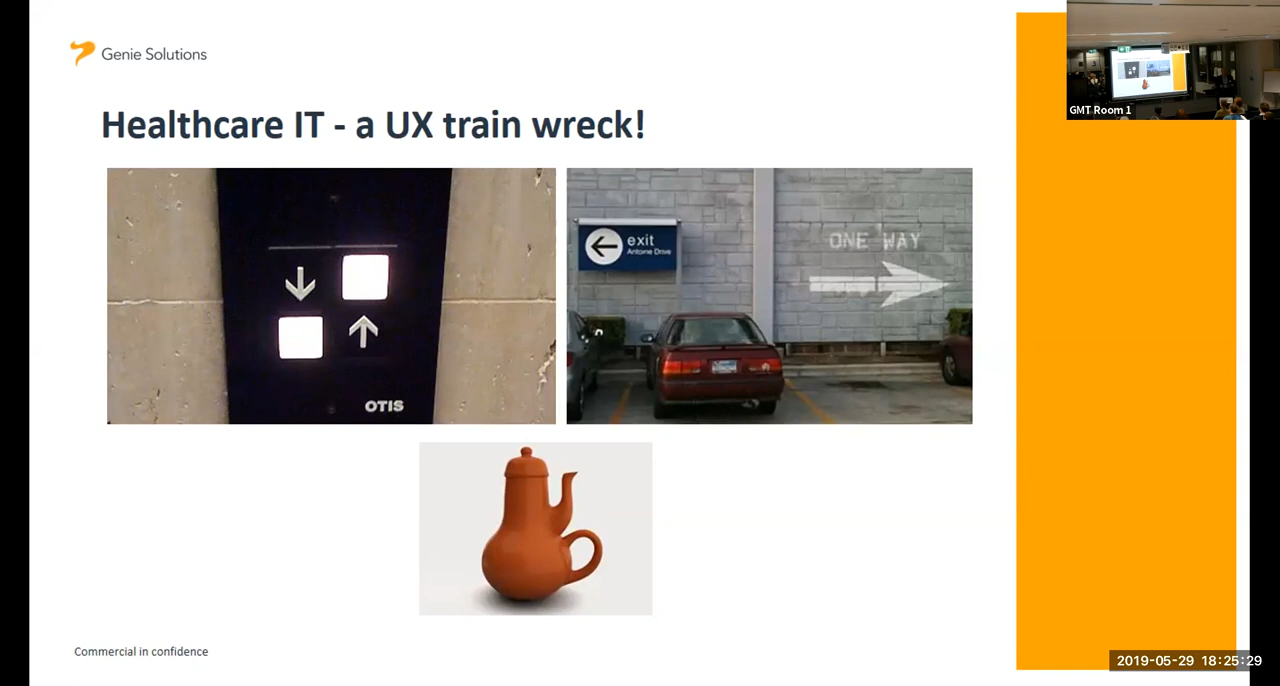 Genie Solutions
GMT Room 1
Healthcare IT - a UX train wreck!
exit
Antoine Drive
ONE WAY
OTIS
Commercial in confidence
2019-05-29 18:25:29